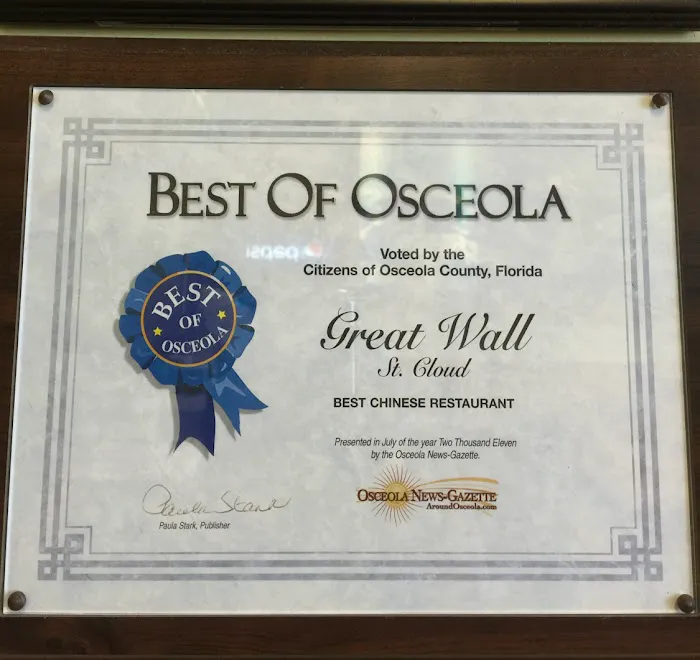 BEST OF OSCEOLA
Voted by the
Citizens of Osceola County, Florida
BEST
OF
OSCEOLA
Great Wall
St. Cloud
BEST CHINESE RESTAURANT
Presented in July of the year Two Thousand Eleven
by the Osceola News-Gazette.
OSCEOLA NEWS-GAZETTE
AroundOsceola.com
Paula Stark
Paula Stark, Publisher